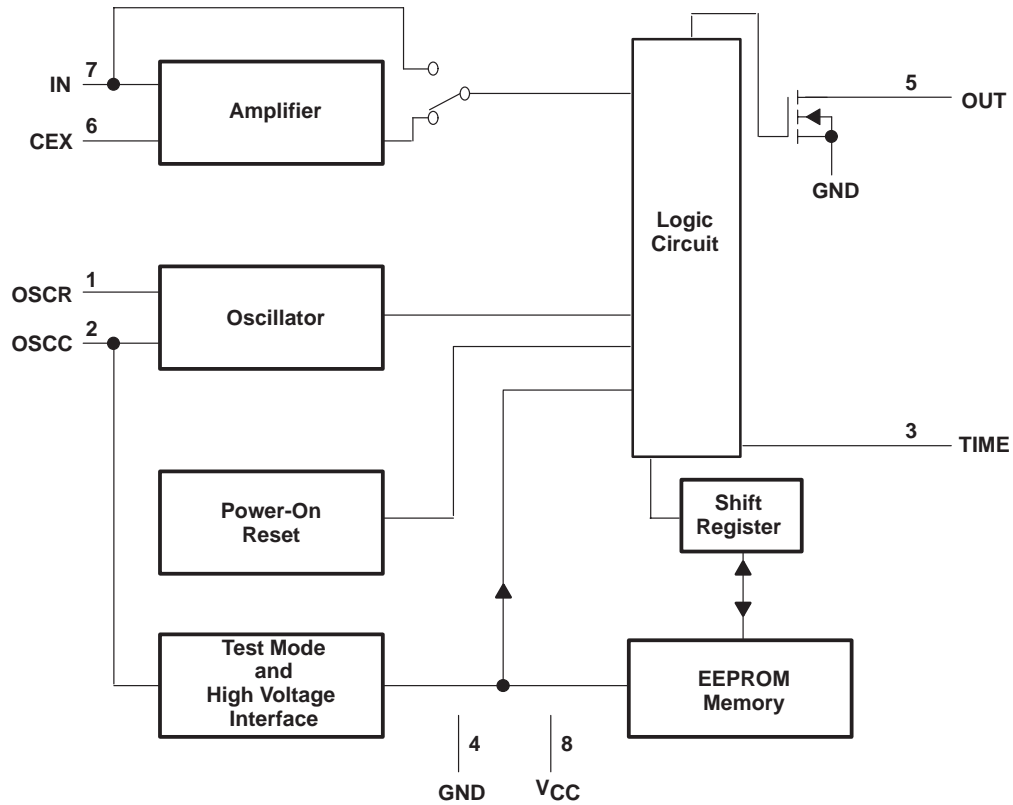 IN 7
Amplifier
CEX 6
5 OUT
GND
Logic
Circuit
OSCR 1
Oscillator
OSCC 2
3 TIME
Power-On
Reset
Shift
Register
Test Mode
and
High Voltage
Interface
EEPROM
Memory
4
GND
8
VCC